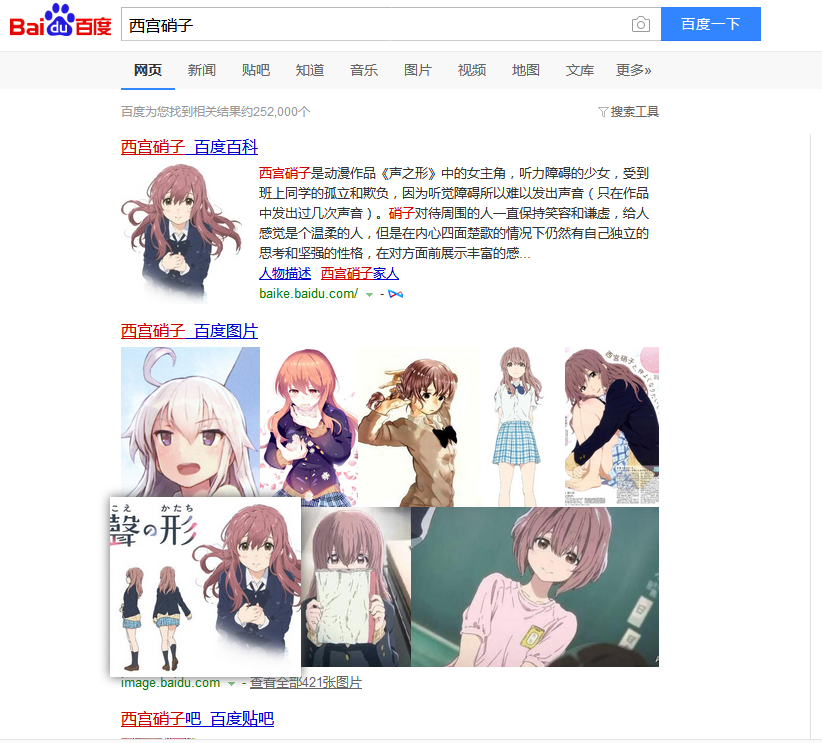 Bai du 百度 西宫硝子 百度一下
网页 新闻 贴吧 知道 音乐 图片 视频 地图 文库 更多»
百度为您找到相关结果约252,000个 搜索工具
西宫硝子_百度百科
西宫硝子是动漫作品《声之形》中的女主角，听力障碍的少女，受到
班上同学的孤立和欺负，因为听觉障碍所以难以发出声音（只在作品
中发出过几次声音）。硝子对待周围的人一直保持笑容和谦虚，给人
感觉是个温柔的人，但是在内心四面楚歌的情况下仍然有自己独立的
思考和坚强的性格，在对方面前展示丰富的感...
人物描述 西宫硝子家人
baike.baidu.com/ -
西宫硝子_百度图片
西宮硝子と仲よくなりたい
こえ かたち
聲の形
日
日
image.baidu.com - 查看全部421张图片
西宫硝子吧_百度贴吧